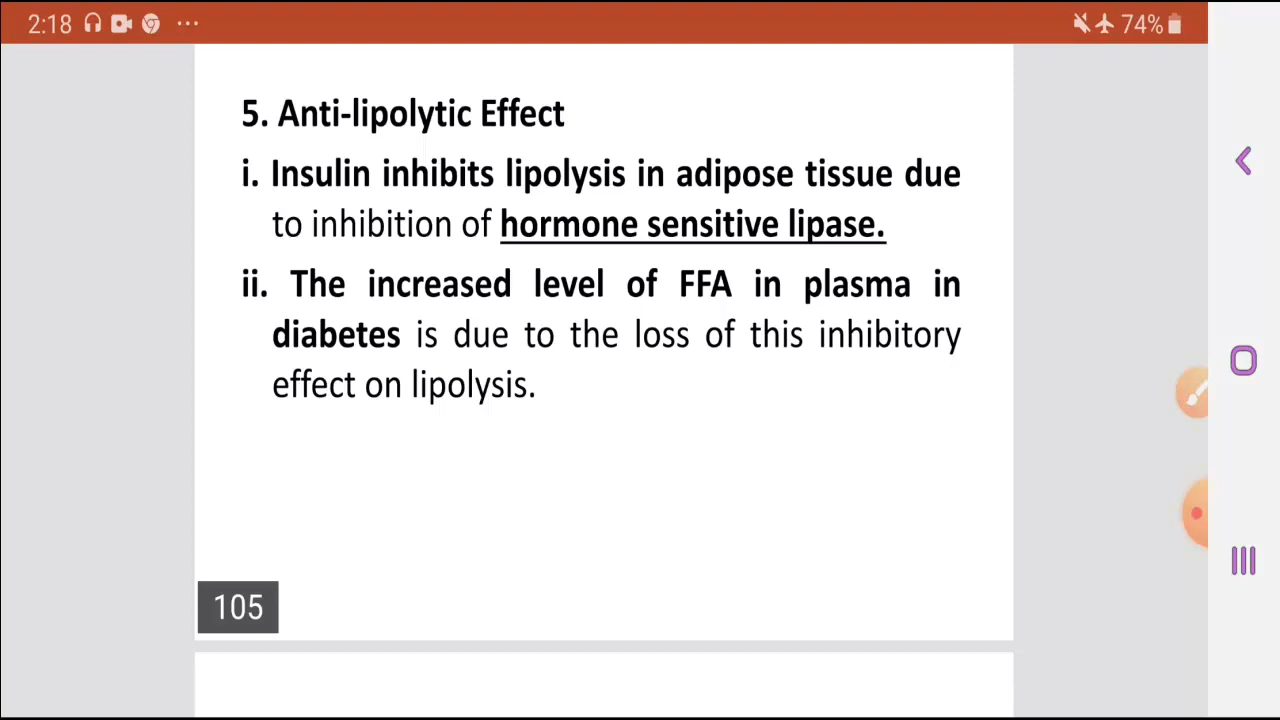 2:18 ... 74%
5. Anti-lipolytic Effect
i. Insulin inhibits lipolysis in adipose tissue due
to inhibition of hormone sensitive lipase.
ii. The increased level of FFA in plasma in
diabetes is due to the loss of this inhibitory
effect on lipolysis.
105